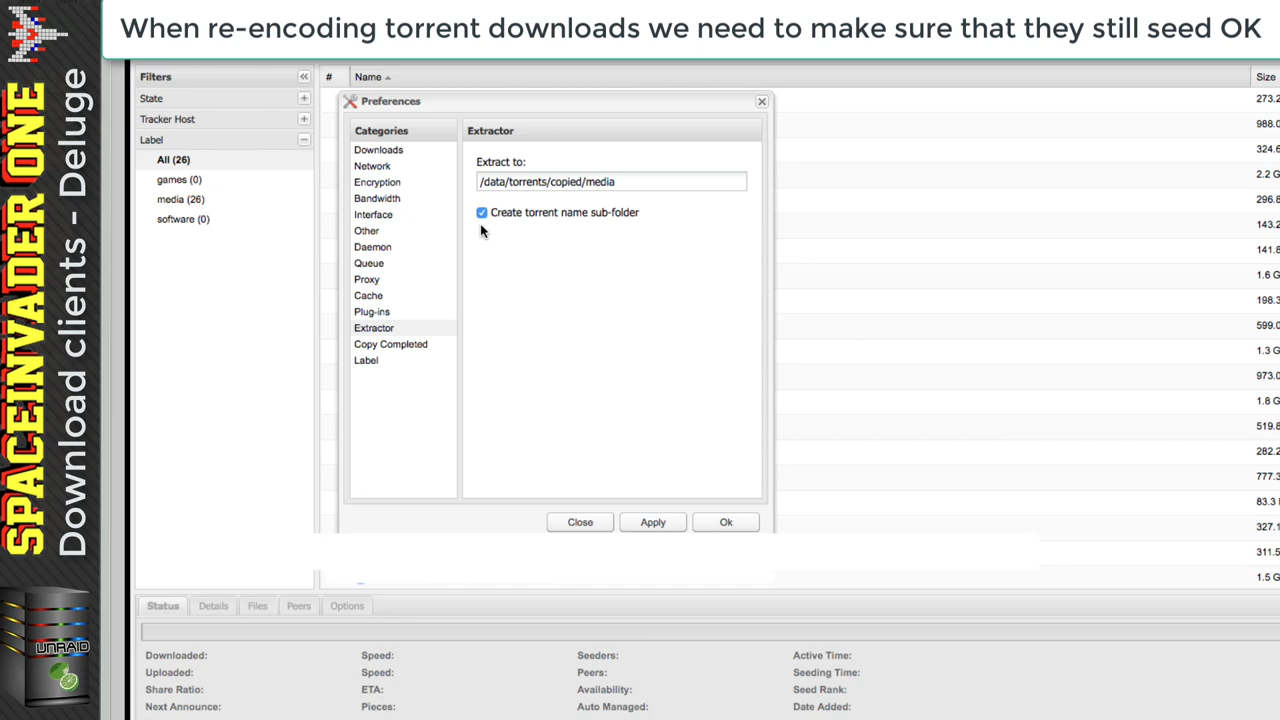 When re-encoding torrent downloads we need to make sure that they still seed OK
SPACEINVADER ONE
Download clients - Deluge
UNRAID
Filters
State
Tracker Host
Label
All (26)
games (0)
media (26)
software (0)
# Name Size
Preferences
Categories
Downloads
Network
Encryption
Bandwidth
Interface
Other
Daemon
Queue
Proxy
Cache
Plug-ins
Extractor
Copy Completed
Label
Extractor
Extract to:
/data/torrents/copied/media
Create torrent name sub-folder
Close Apply Ok
273.2
988.0
324.6
2.2 G
296.8
143.2
141.8
1.6 G
198.3
599.0
1.3 G
973.0
1.8 G
519.8
282.2
777.3
83.3
327.1
311.5
1.5 G
Status Details Files Peers Options
Downloaded: Speed: Seeders: Active Time:
Uploaded: Speed: Peers: Seeding Time:
Share Ratio: ETA: Availability: Seed Rank:
Next Announce: Pieces: Auto Managed: Date Added: